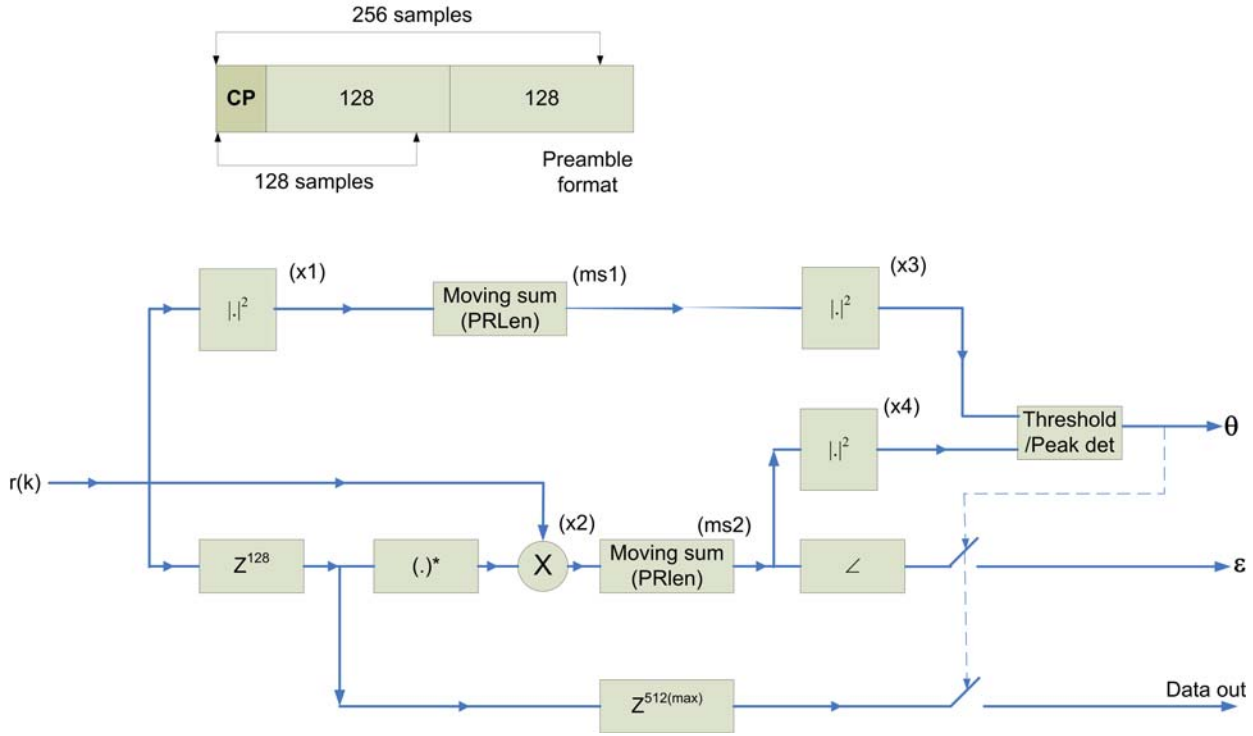 256 samples
CP
128
128
128 samples
Preamble
format
(x1)
(ms1)
(x3)
|.|²
Moving sum
(PRLen)
|.|²
(x4)
|.|²
Threshold
/Peak det
θ
r(k)
(x2)
(ms2)
Z¹²⁸
(.)*
X
Moving sum
(PRlen)
∠
ε
Z⁵¹²⁽ᵐᵃˣ⁾
Data out